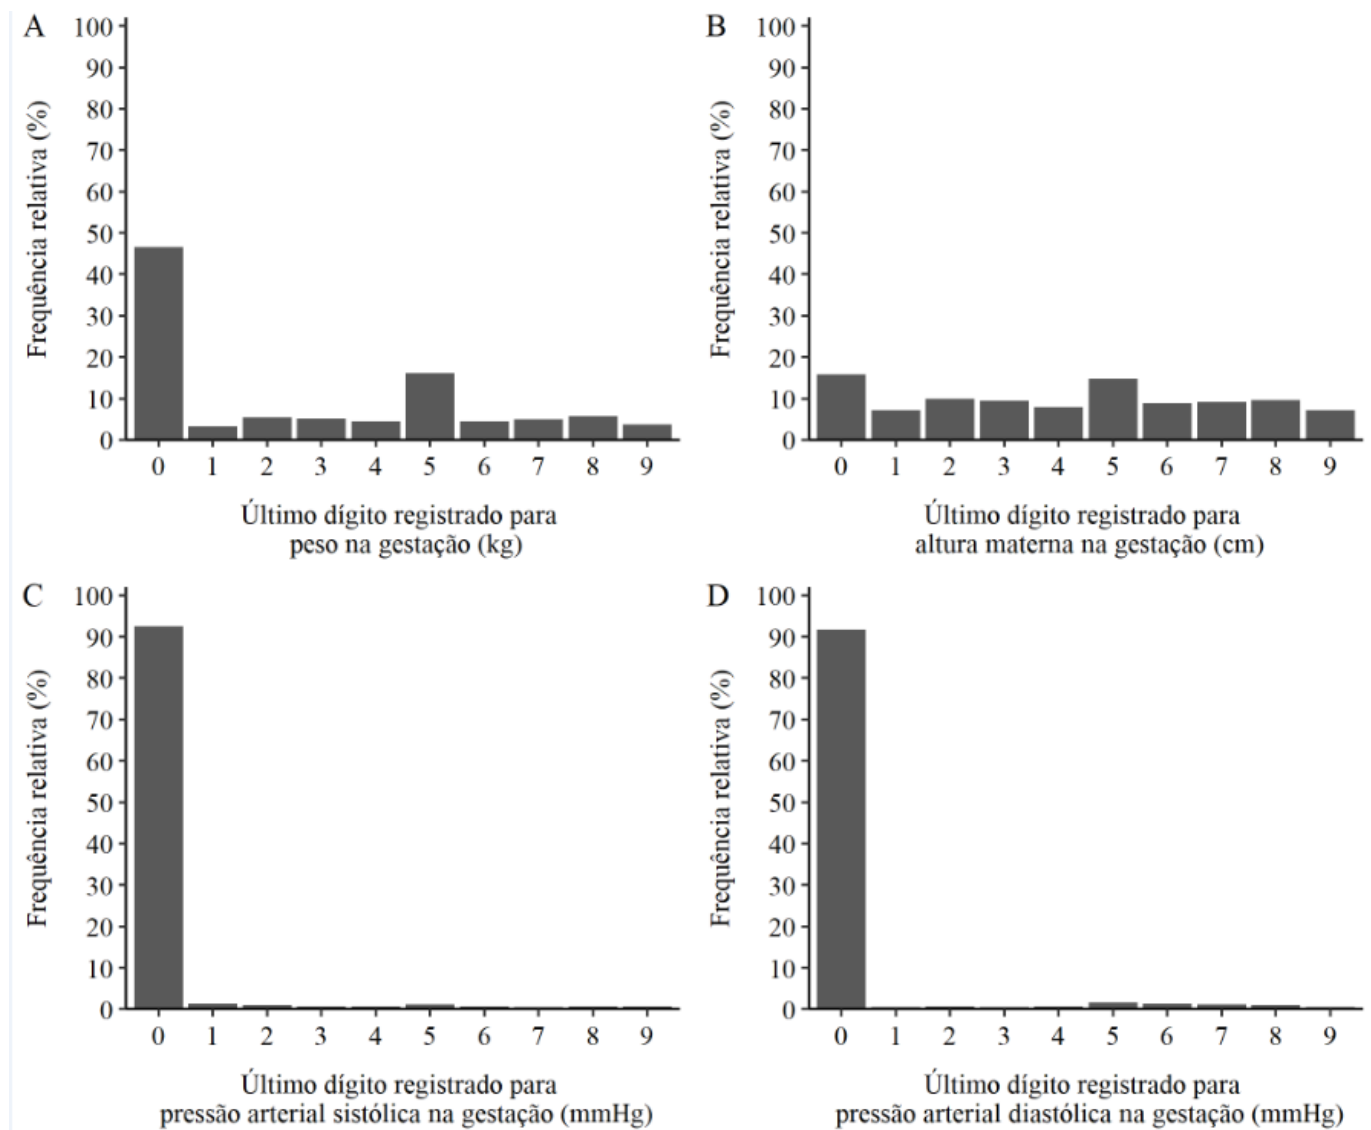 A
100
90
80
70
60
50
40
30
20
10
0
Frequência relativa (%)
0 1 2 3 4 5 6 7 8 9
Último dígito registrado para
peso na gestação (kg)
B
100
90
80
70
60
50
40
30
20
10
0
Frequência relativa (%)
0 1 2 3 4 5 6 7 8 9
Último dígito registrado para
altura materna na gestação (cm)
C
100
90
80
70
60
50
40
30
20
10
0
Frequência relativa (%)
0 1 2 3 4 5 6 7 8 9
Último dígito registrado para
pressão arterial sistólica na gestação (mmHg)
D
100
90
80
70
60
50
40
30
20
10
0
Frequência relativa (%)
0 1 2 3 4 5 6 7 8 9
Último dígito registrado para
pressão arterial diastólica na gestação (mmHg)